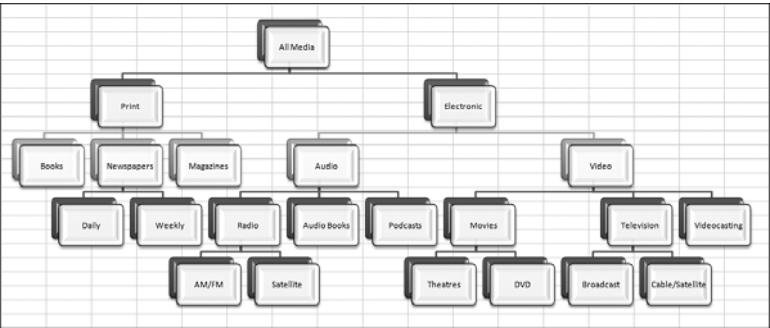 All Media
Print
Electronic
Books
Newspapers
Magazines
Audio
Video
Daily
Weekly
Radio
Audio Books
Podcasts
Movies
Television
Videocasting
AM/FM
Satellite
Theatres
DVD
Broadcast
Cable/Satellite